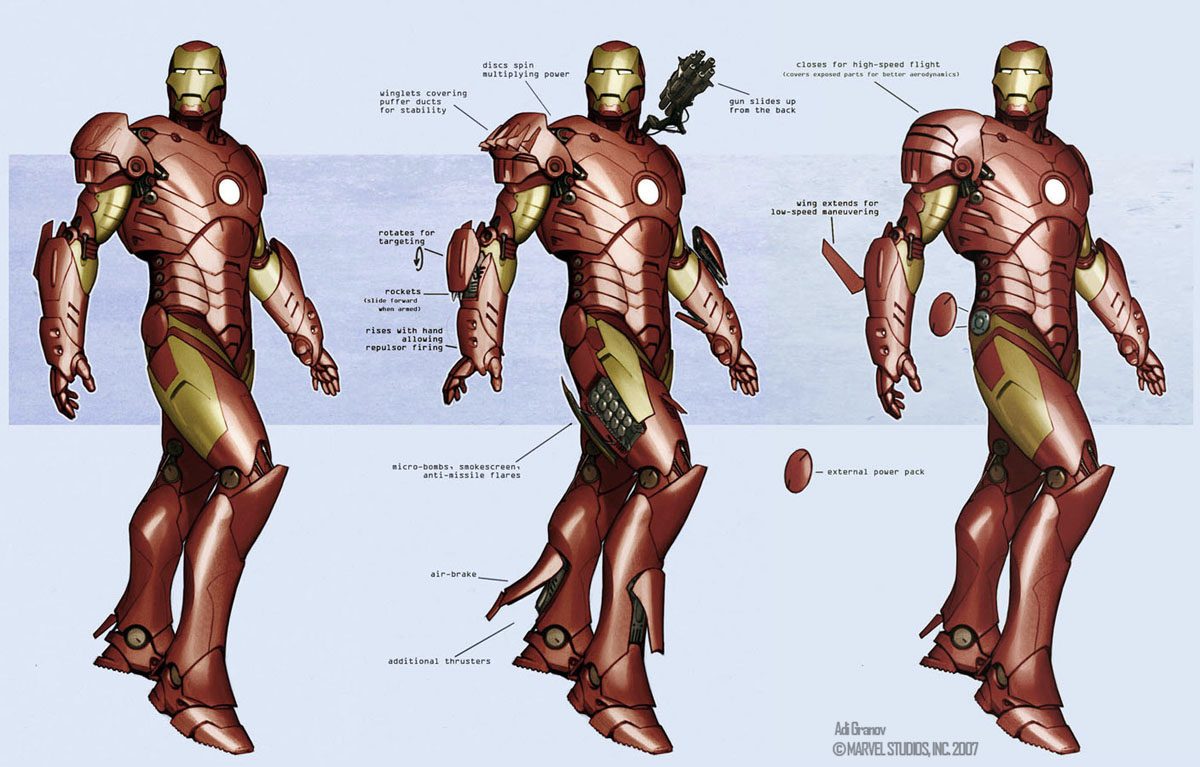 discs spin
multiplying power
winglets covering
puffer ducts
for stability
gun slides up
from the back
closes for high-speed flight
(covers exposed parts for better aerodynamics)
wing extends for
low-speed maneuvering
rotates for
targeting
rockets
(slide forward
when armed)
rises with hand
allowing
repulsor firing
micro-bombs, smokescreen,
anti-missile flares
external power pack
air-brake
additional thrusters
Adi Granov
© MARVEL STUDIOS, INC. 2007